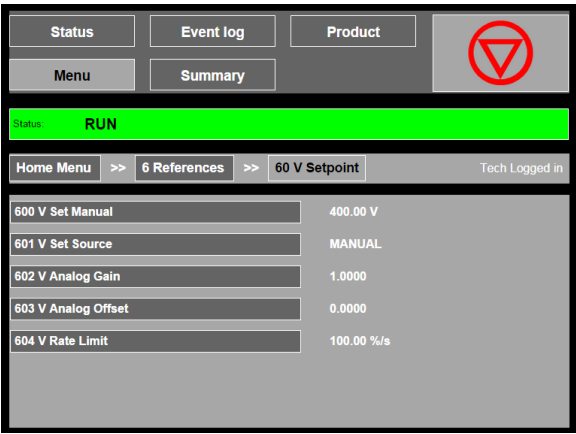 Status Event log Product
Menu Summary
Status: RUN
Home Menu >> 6 References >> 60 V Setpoint Tech Logged in
600 V Set Manual 400.00 V
601 V Set Source MANUAL
602 V Analog Gain 1.0000
603 V Analog Offset 0.0000
604 V Rate Limit 100.00 %/s